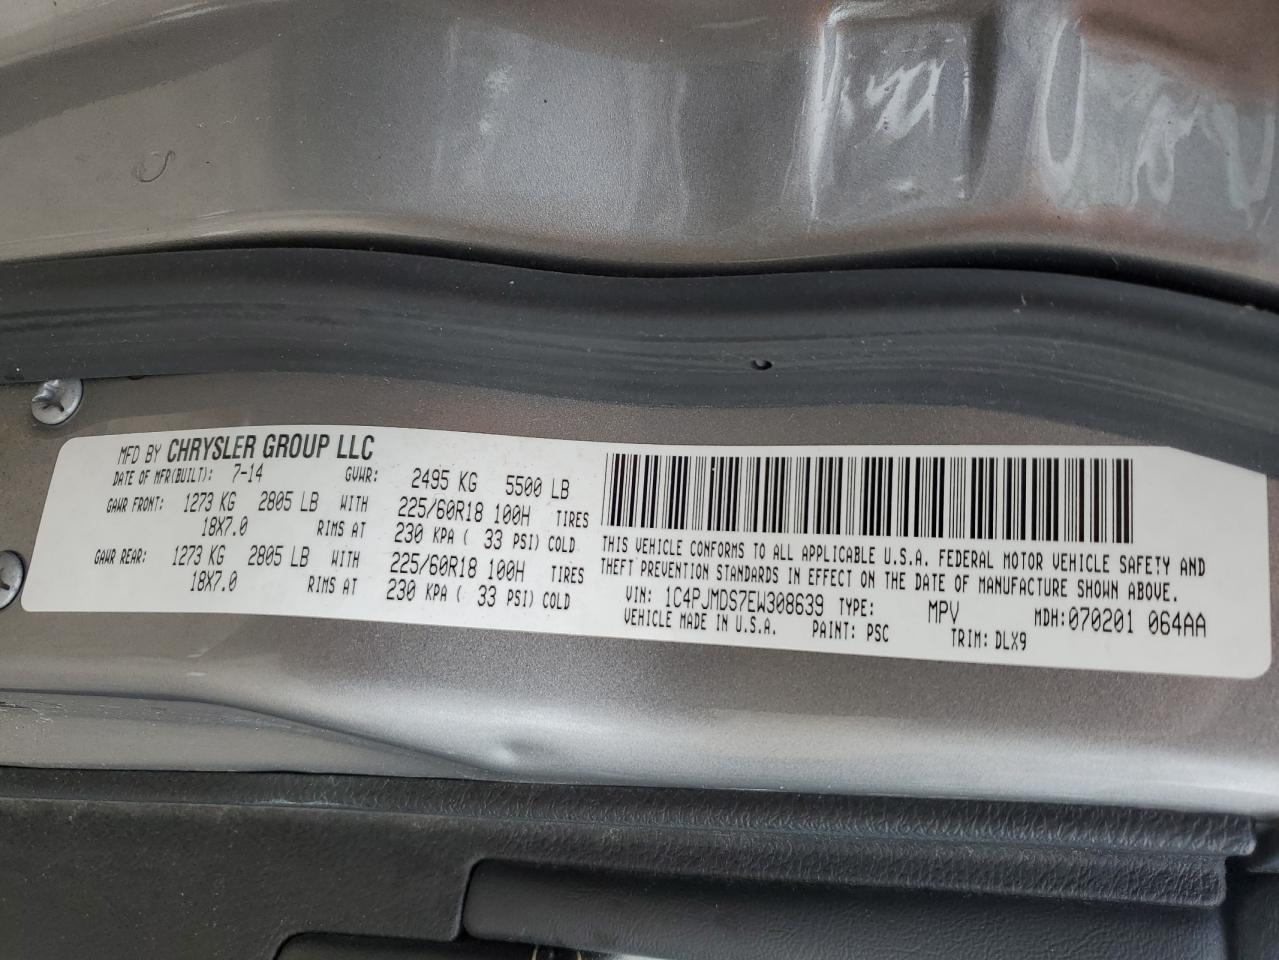 MFD BY CHRYSLER GROUP LLC
DATE OF MFR(BUILT): 7-14 GVWR: 2495 KG 5500 LB
GAWR FRONT: 1273 KG 2805 LB WITH 225/60R18 100H TIRES
18X7.0 RIMS AT 230 KPA ( 33 PSI) COLD
GAWR REAR: 1273 KG 2805 LB WITH 225/60R18 100H TIRES
18X7.0 RIMS AT 230 KPA ( 33 PSI) COLD
THIS VEHICLE CONFORMS TO ALL APPLICABLE U.S.A. FEDERAL MOTOR VEHICLE SAFETY AND
THEFT PREVENTION STANDARDS IN EFFECT ON THE DATE OF MANUFACTURE SHOWN ABOVE.
VIN: 1C4PJMDS7EW308639 TYPE: MPV MDH:070201 064AA
VEHICLE MADE IN U.S.A. PAINT: PSC TRIM: DLX9